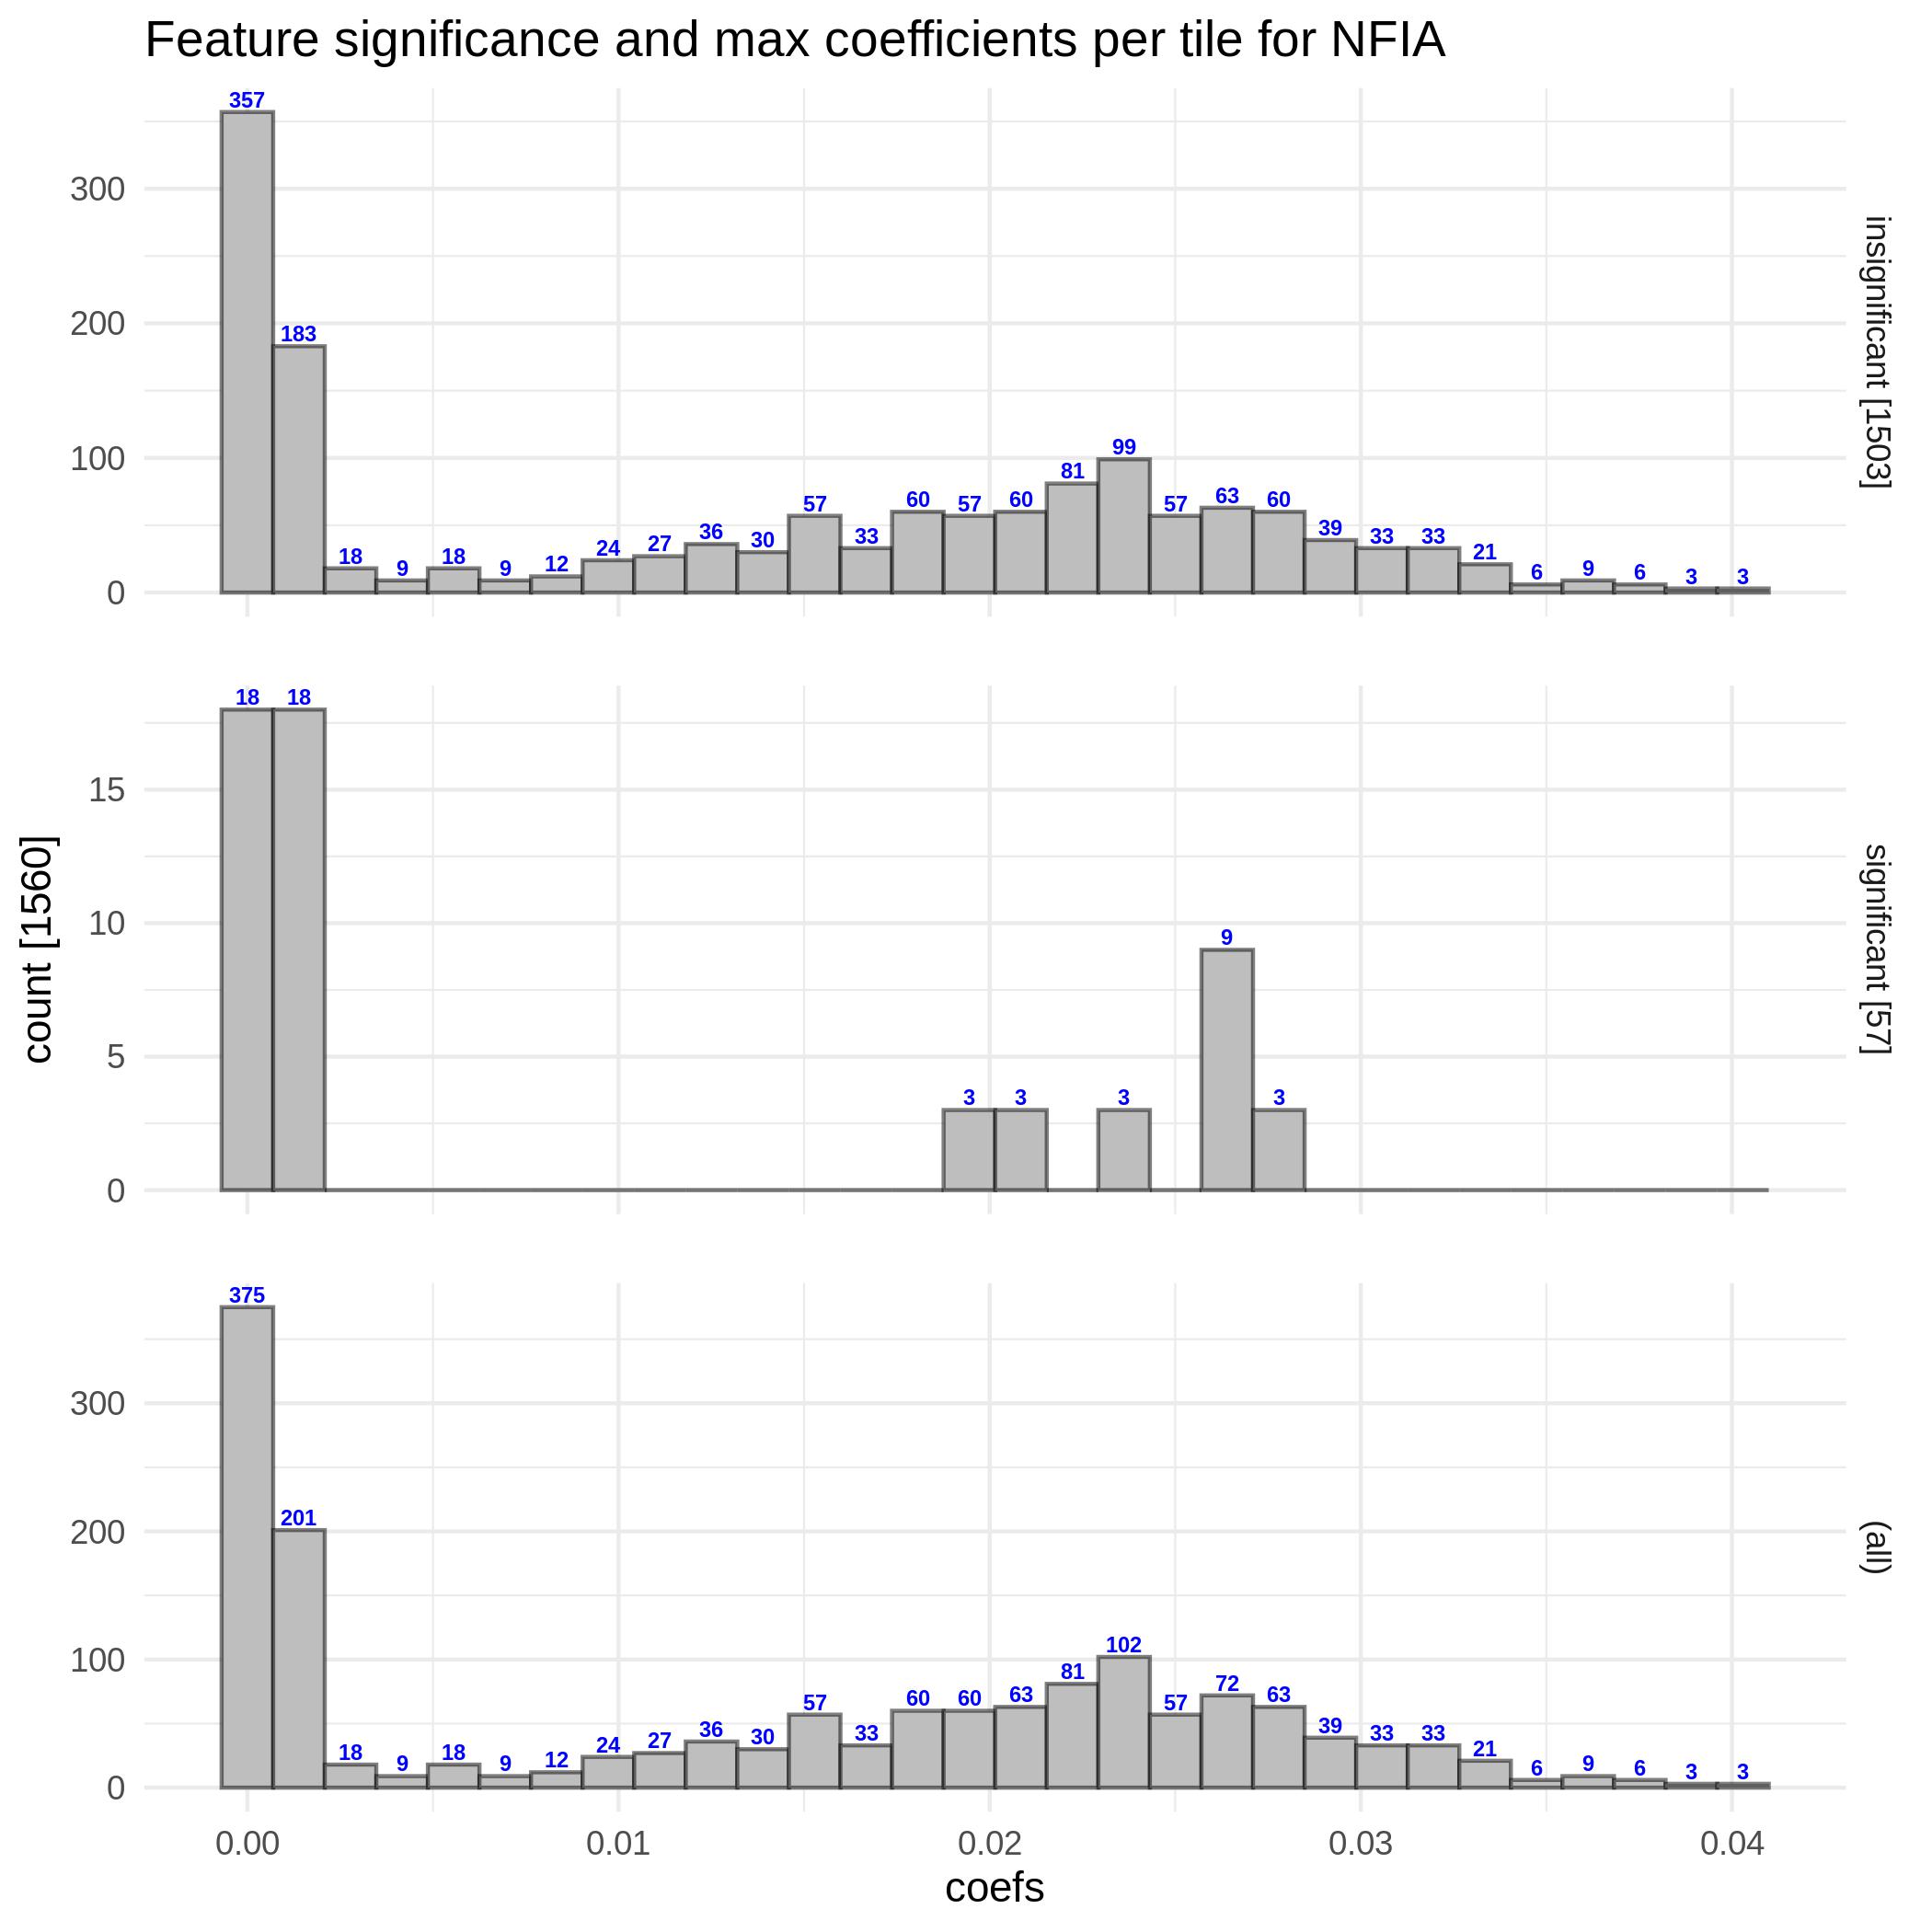 Feature significance and max coefficients per tile for NFIA
357
183
18 9 18 9 12 24 27 36 30 57 33 60 57 60 81 99 57 63 60 39 33 33 21 6 9 6 3 3
300
200
100
0
insignificant [1503]
18 18
3 3 3 9 3
15
10
5
0
significant [57]
count [1560]
375
201
18 9 18 9 12 24 27 36 30 57 33 60 60 63 81 102 57 72 63 39 33 33 21 6 9 6 3 3
300
200
100
0
(all)
0.00 0.01 0.02 0.03 0.04
coefs